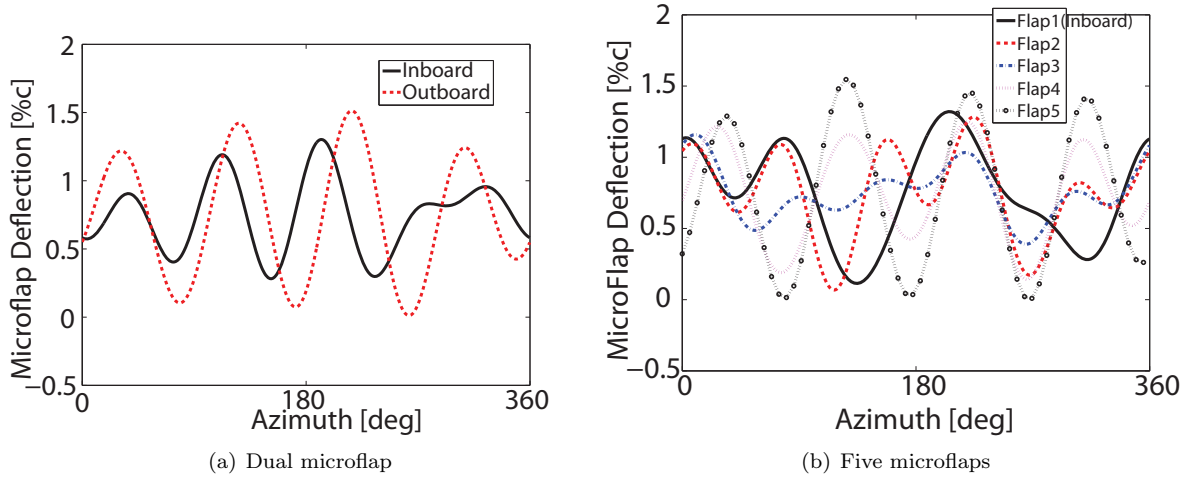 2
1.5
1
0.5
0
−0.5
Microflap Deflection [%c]
Inboard
Outboard
0
180
360
Azimuth [deg]
(a) Dual microflap
2
1.5
1
0.5
0
−0.5
MicroFlap Deflection [%c]
Flap1(Inboard)
Flap2
Flap3
Flap4
Flap5
0
180
360
Azimuth [deg]
(b) Five microflaps